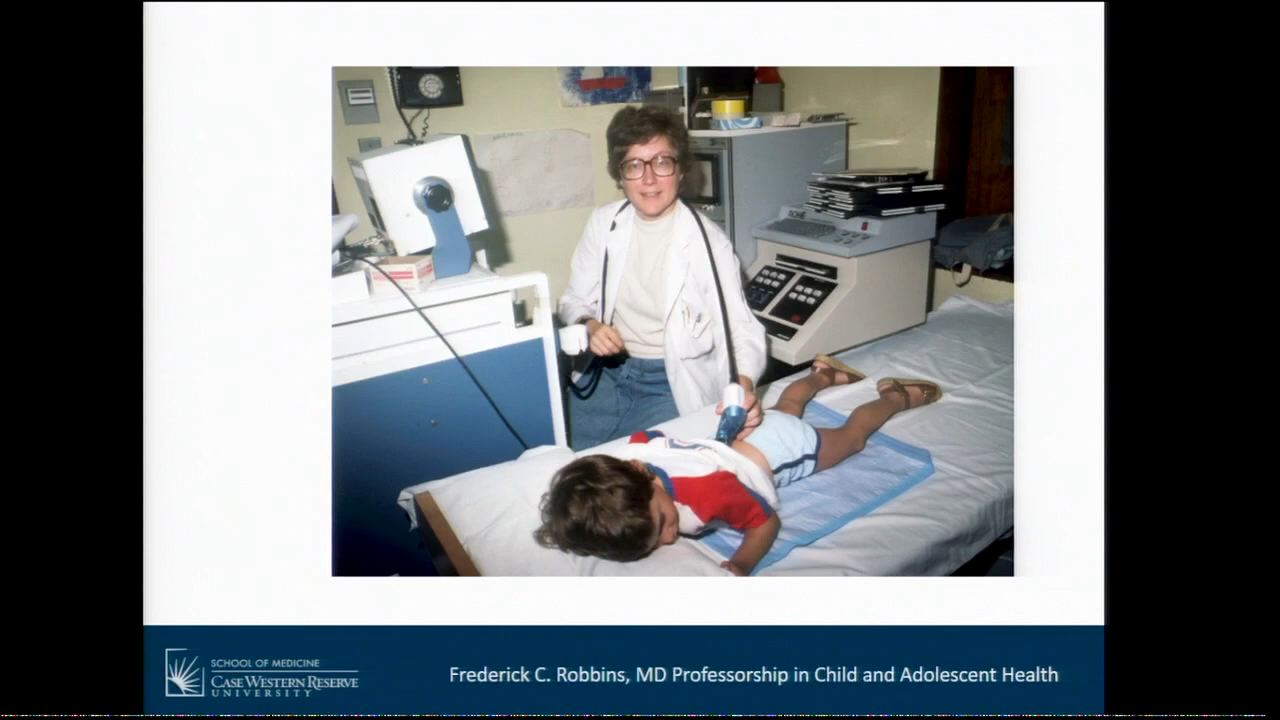 SCHOOL OF MEDICINE
CASE WESTERN RESERVE
UNIVERSITY
Frederick C. Robbins, MD Professorship in Child and Adolescent Health